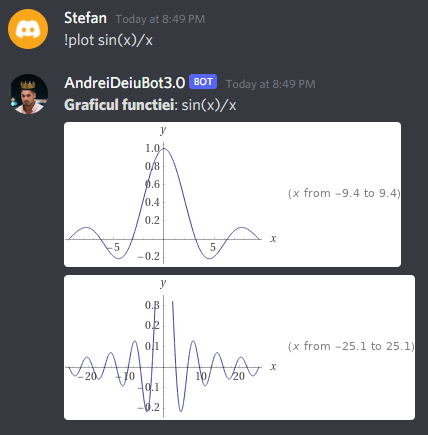 Stefan Today at 8:49 PM
!plot sin(x)/x
AndreiDeiuBot3.0 BOT Today at 8:49 PM
Graficul functiei: sin(x)/x
y
1.0
0.8
0.6
0.4
0.2
−0.2
−5
5
x
(x from −9.4 to 9.4)
y
0.3
0.2
0.1
−0.1
−0.2
−20
−10
10
20
x
(x from −25.1 to 25.1)